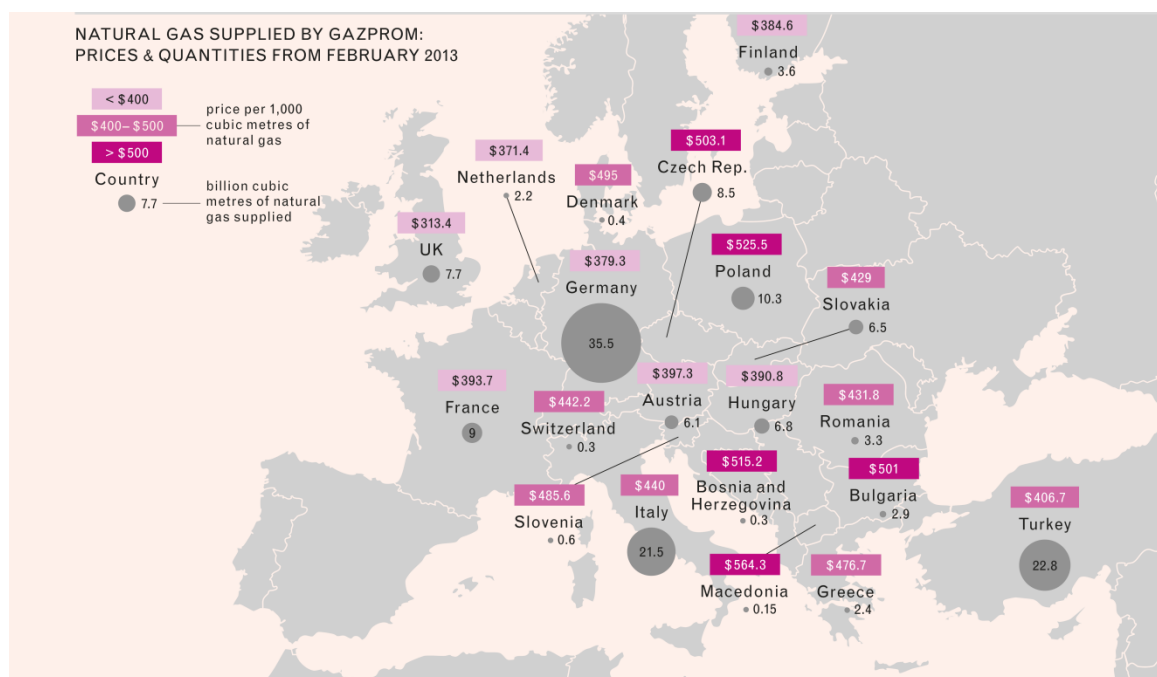 NATURAL GAS SUPPLIED BY GAZPROM:
PRICES & QUANTITIES FROM FEBRUARY 2013
< $400
$400–$500
> $500
price per 1,000
cubic metres of
natural gas
Country
7.7
billion cubic
metres of natural
gas supplied
$384.6
Finland
3.6
$371.4
Netherlands
2.2
$495
Denmark
0.4
$503.1
Czech Rep.
8.5
$313.4
UK
7.7
$379.3
Germany
35.5
$525.5
Poland
10.3
$429
Slovakia
6.5
$393.7
France
9
$442.2
Switzerland
0.3
$397.3
Austria
6.1
$390.8
Hungary
6.8
$431.8
Romania
3.3
$485.6
Slovenia
0.6
$440
Italy
21.5
$515.2
Bosnia and
Herzegovina
0.3
$501
Bulgaria
2.9
$406.7
Turkey
22.8
$564.3
Macedonia
0.15
$476.7
Greece
2.4